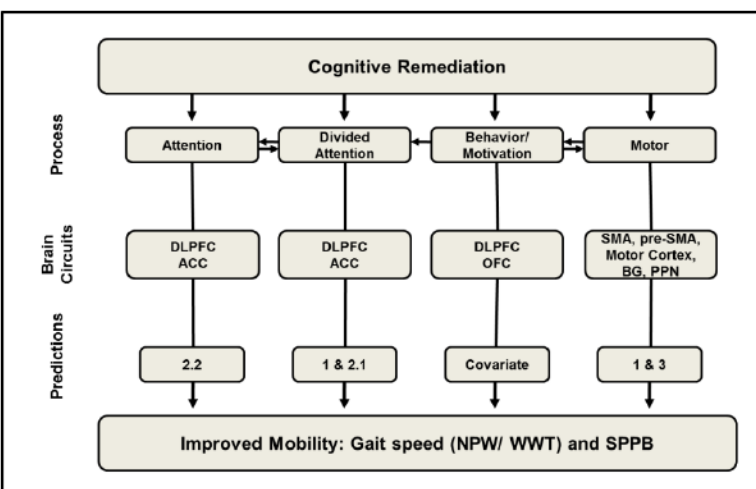 Cognitive Remediation
Process
Attention
Divided
Attention
Behavior/
Motivation
Motor
Brain
Circuits
DLPFC
ACC
DLPFC
ACC
DLPFC
OFC
SMA, pre-SMA,
Motor Cortex,
BG, PPN
Predictions
2.2
1 & 2.1
Covariate
1 & 3
Improved Mobility: Gait speed (NPW/ WWT) and SPPB